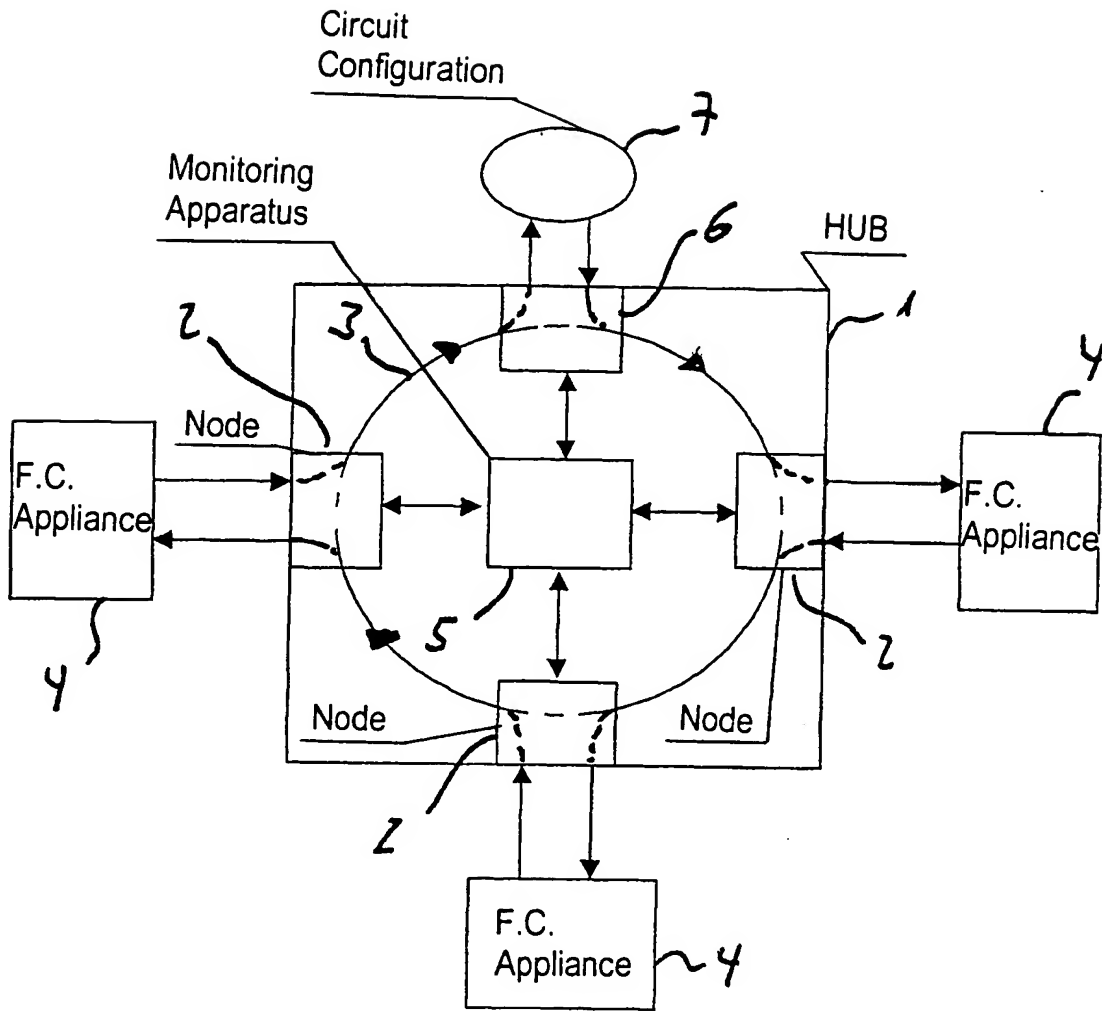 Circuit
Configuration
7
Monitoring
Apparatus
6
HUB
2
3
1
4
Node
F.C.
Appliance
F.C.
Appliance
4
5
2
Node
Node
2
F.C.
Appliance
4